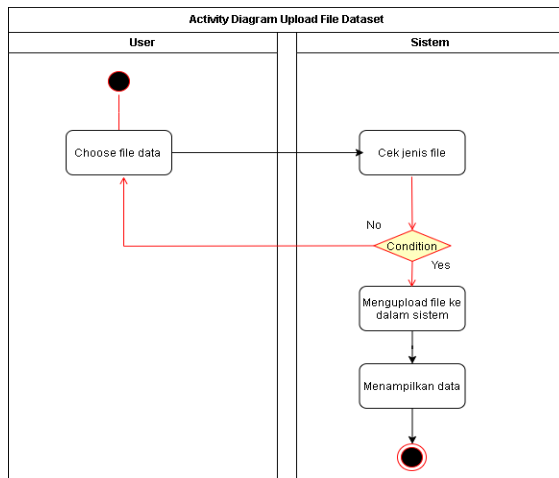 Activity Diagram Upload File Dataset
User
Sistem
Choose file data
Cek jenis file
No
Condition
Yes
Mengupload file ke
dalam sistem
Menampilkan data